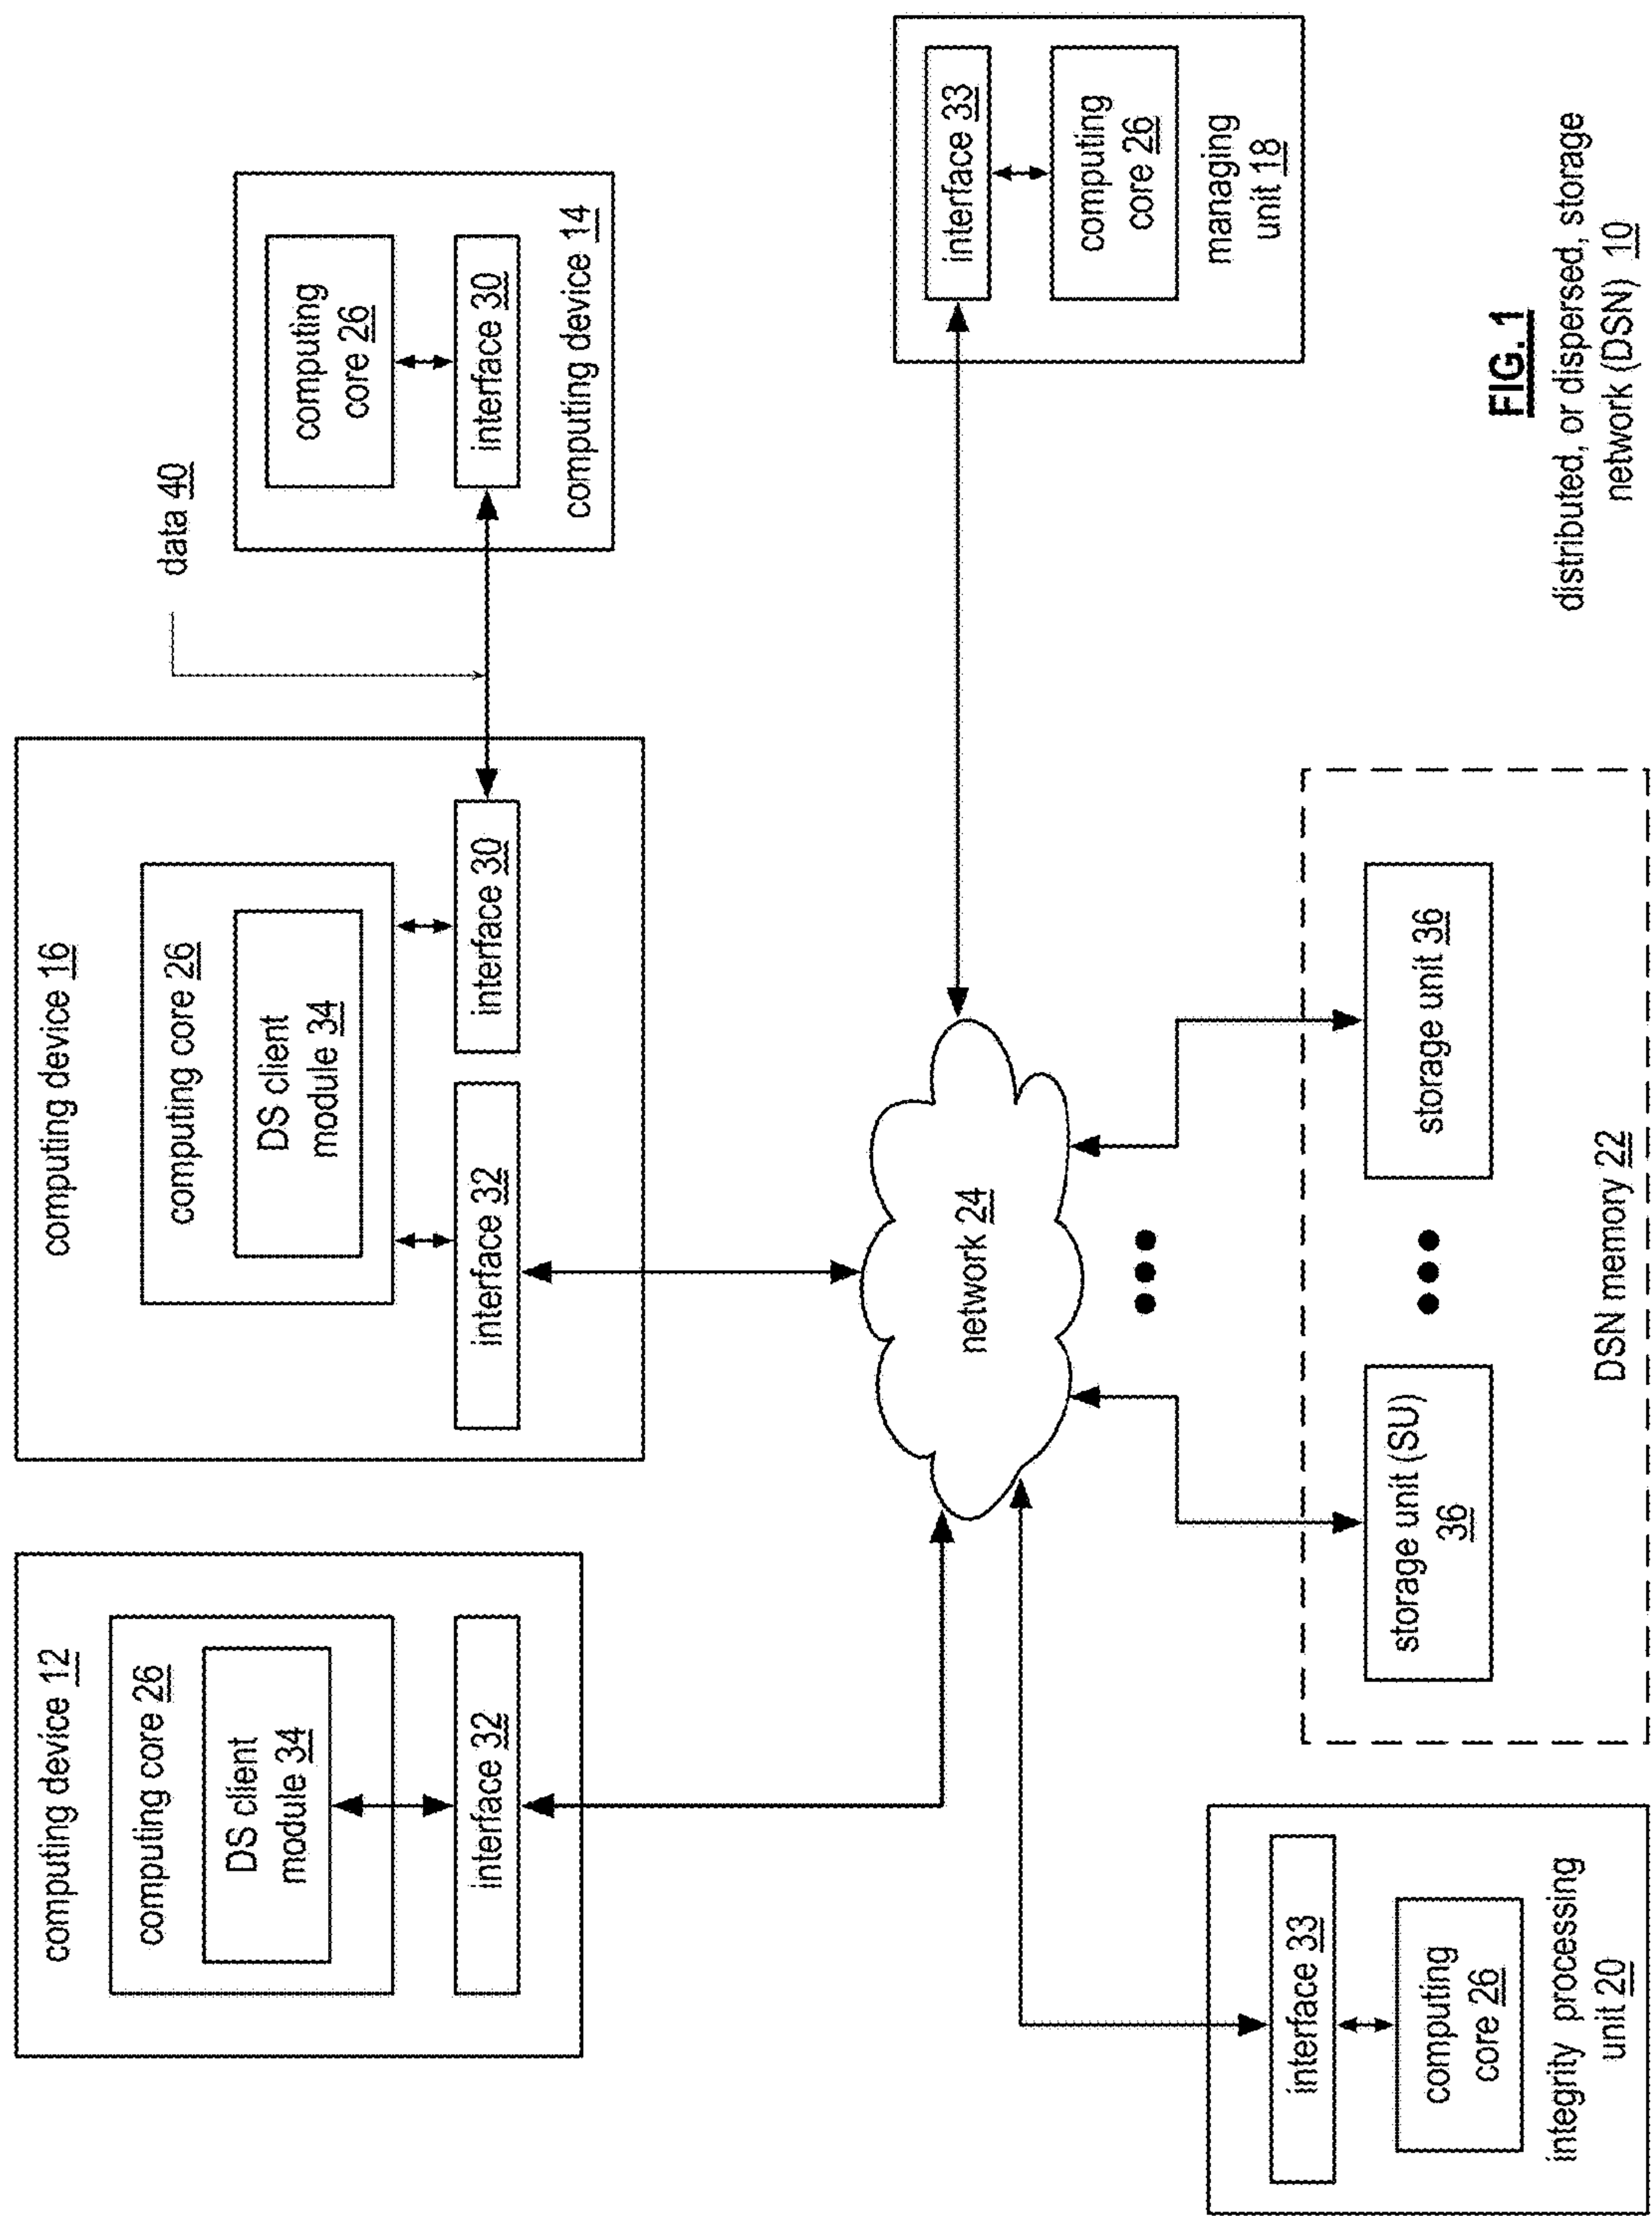 computing device 12
computing core 26
DS client
module 34
interface 32
computing device 16
computing core 26
DS client
module 34
interface 32
interface 30
data 40
computing
core 26
interface 30
computing device 14
network 24
interface 33
computing
core 26
managing
unit 18
interface 33
computing
core 26
integrity processing
unit 20
storage unit (SU)
36
storage unit 36
DSN memory 22
FIG. 1
distributed, or dispersed, storage
network (DSN) 10